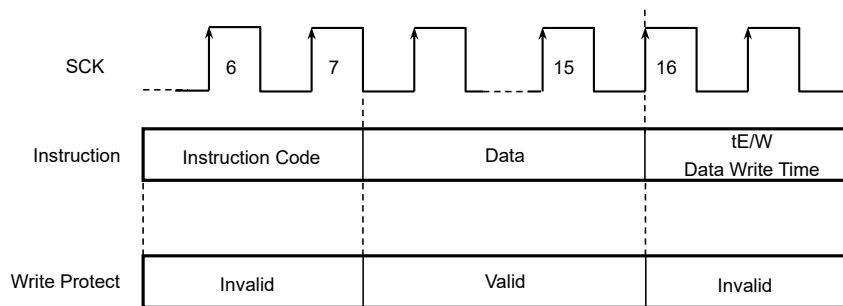 SCK
6
7
15
16
Instruction
Instruction Code
Data
tE/W
Data Write Time
Write Protect
Invalid
Valid
Invalid